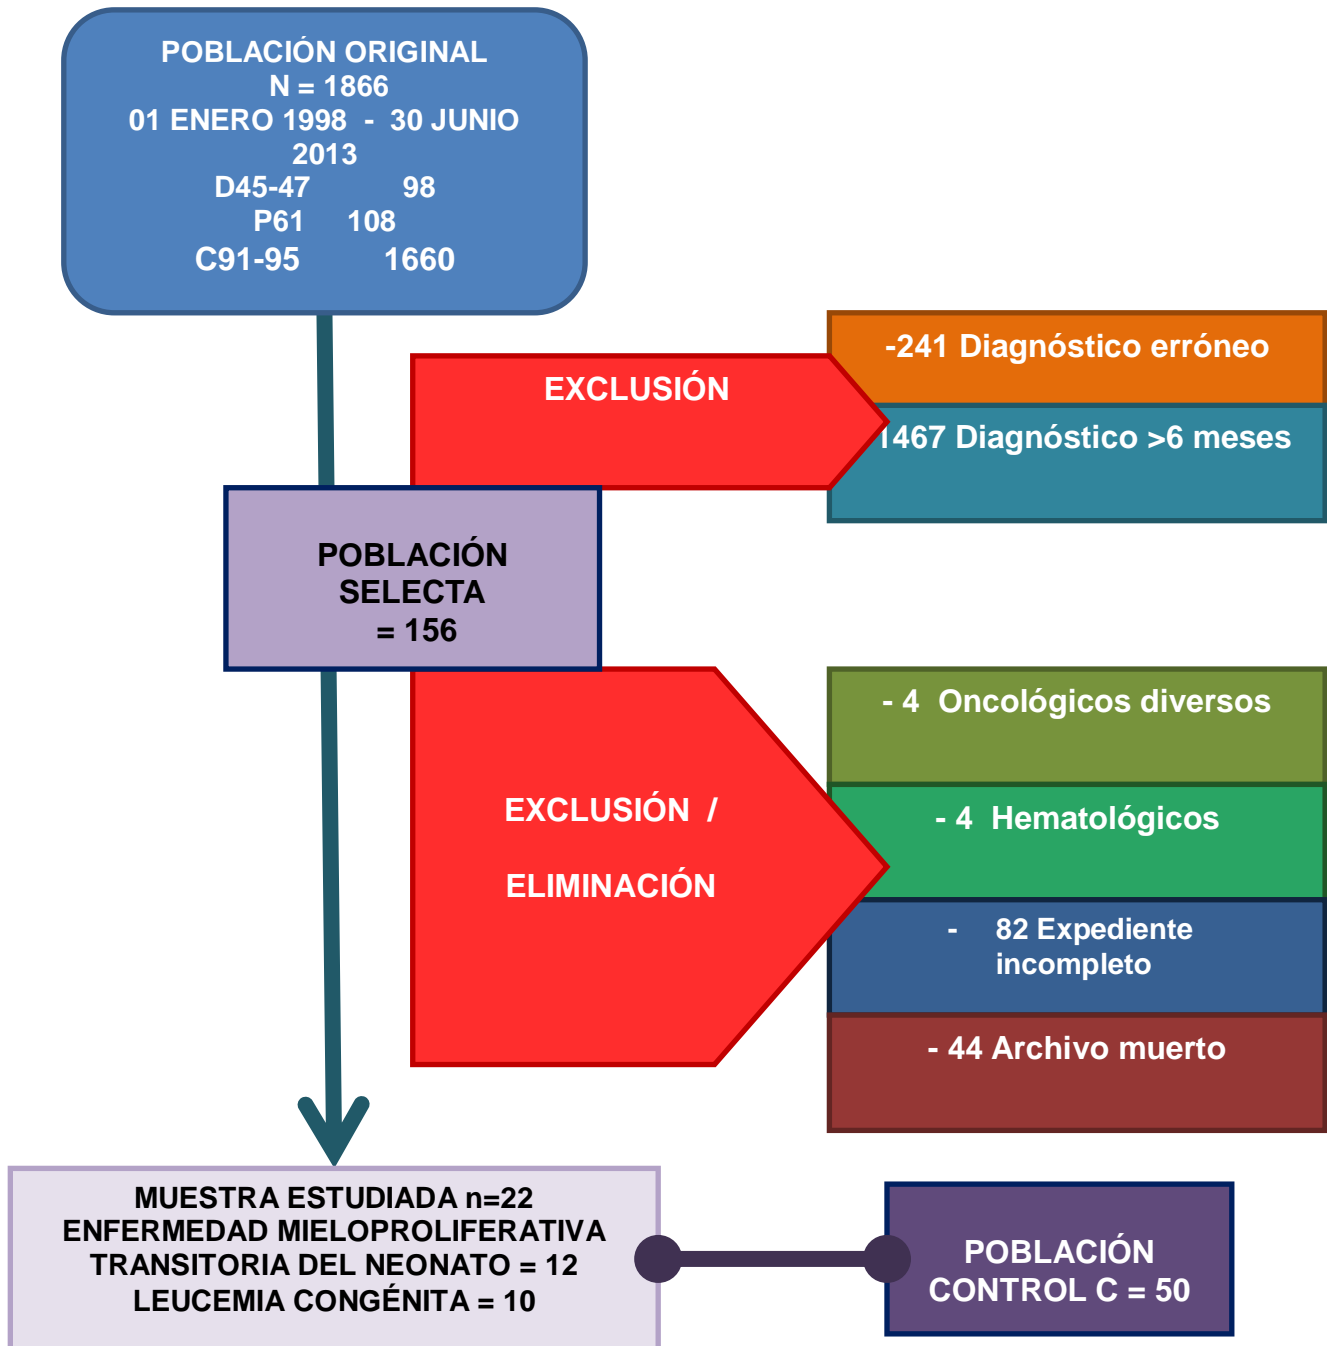 POBLACIÓN ORIGINAL
N = 1866
01 ENERO 1998 - 30 JUNIO
2013
D45-47 98
P61 108
C91-95 1660
EXCLUSIÓN
-241 Diagnóstico erróneo
1467 Diagnóstico >6 meses
POBLACIÓN
SELECTA
= 156
EXCLUSIÓN /
ELIMINACIÓN
- 4 Oncológicos diversos
- 4 Hematológicos
- 82 Expediente
incompleto
- 44 Archivo muerto
MUESTRA ESTUDIADA n=22
ENFERMEDAD MIELOPROLIFERATIVA
TRANSITORIA DEL NEONATO = 12
LEUCEMIA CONGÉNITA = 10
POBLACIÓN
CONTROL C = 50